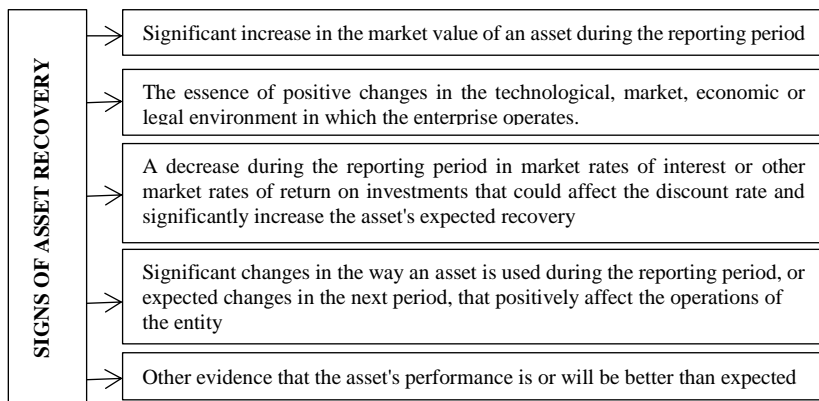 SIGNS OF ASSET RECOVERY
Significant increase in the market value of an asset during the reporting period
The essence of positive changes in the technological, market, economic or
legal environment in which the enterprise operates.
A decrease during the reporting period in market rates of interest or other
market rates of return on investments that could affect the discount rate and
significantly increase the asset's expected recovery
Significant changes in the way an asset is used during the reporting period, or
expected changes in the next period, that positively affect the operations of
the entity
Other evidence that the asset's performance is or will be better than expected